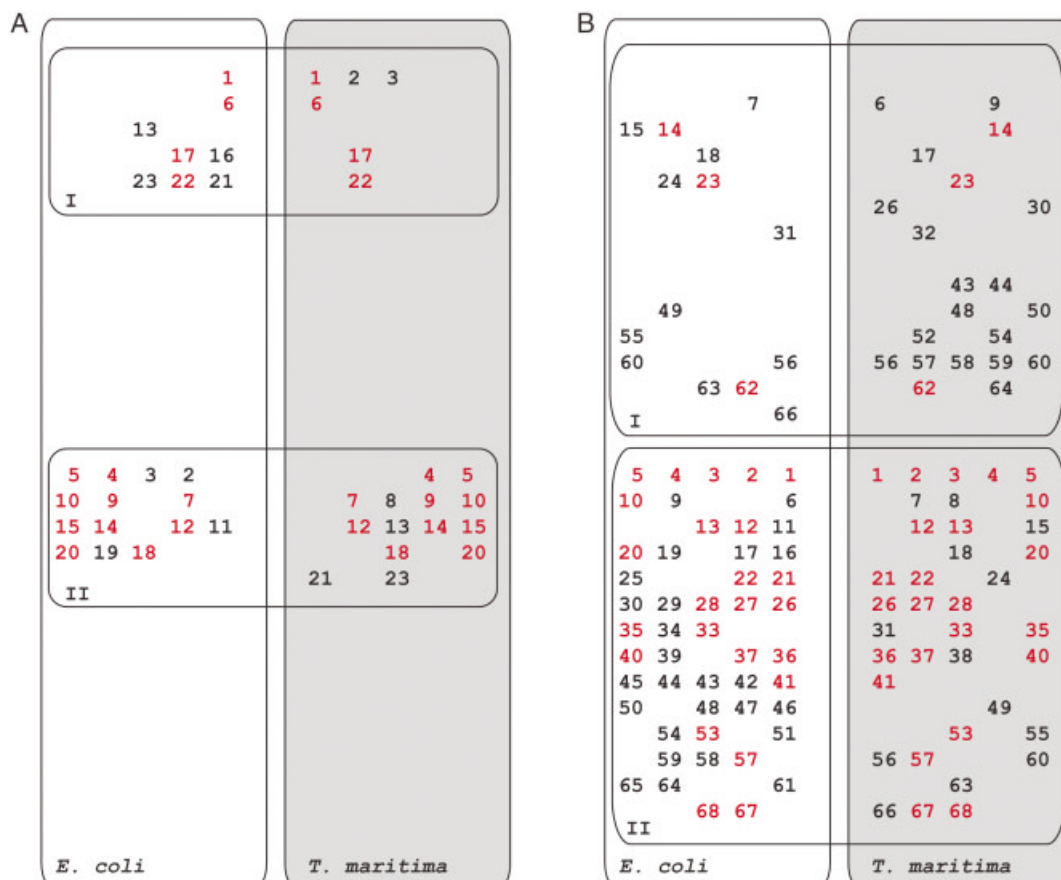 A
1 1 2 3
6 6
13
17 16 17
23 22 21 22
I
5 4 3 2 4 5
10 9 7 7 8 9 10
15 14 12 11 12 13 14 15
20 19 18 18 20
21 23
II
E. coli T. maritima
B
7 6 9
15 14 14
18 17
24 23 23
26 30
31 32
43 44
49 48 50
55 52 54
60 56 56 57 58 59 60
63 62 62 64
66
I
5 4 3 2 1 1 2 3 4 5
10 9 6 7 8 10
13 12 11 12 13 15
20 19 17 16 18 20
25 22 21 21 22 24
30 29 28 27 26 26 27 28
35 34 33 31 33 35
40 39 37 36 36 37 38 40
45 44 43 42 41 41
50 48 47 46 49
54 53 51 53 55
59 58 57 56 57 60
65 64 61 63
68 67 66 67 68
II
E. coli T. maritima